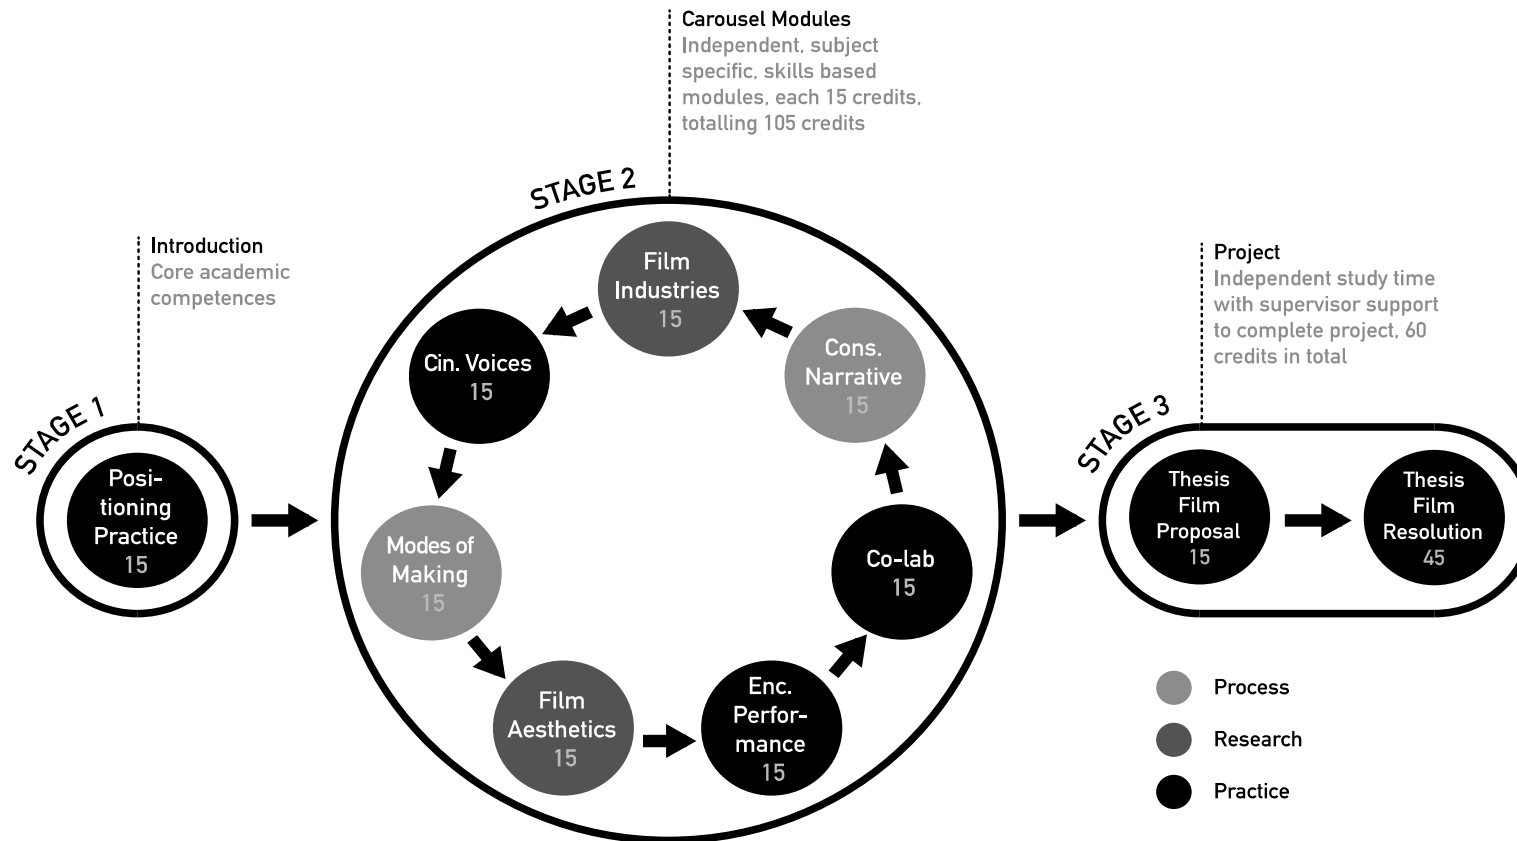 Carousel Modules
Independent, subject
specific, skills based
modules, each 15 credits,
totalling 105 credits
STAGE 2
Introduction
Core academic
competences
STAGE 1
Posi-
tioning
Practice
15
Film
Industries
15
Cin. Voices
15
Modes of
Making
15
Film
Aesthetics
15
Enc.
Perfor-
mance
15
Co-lab
15
Cons.
Narrative
15
Project
Independent study time
with supervisor support
to complete project, 60
credits in total
STAGE 3
Thesis
Film
Proposal
15
Thesis
Film
Resolution
45
Process
Research
Practice